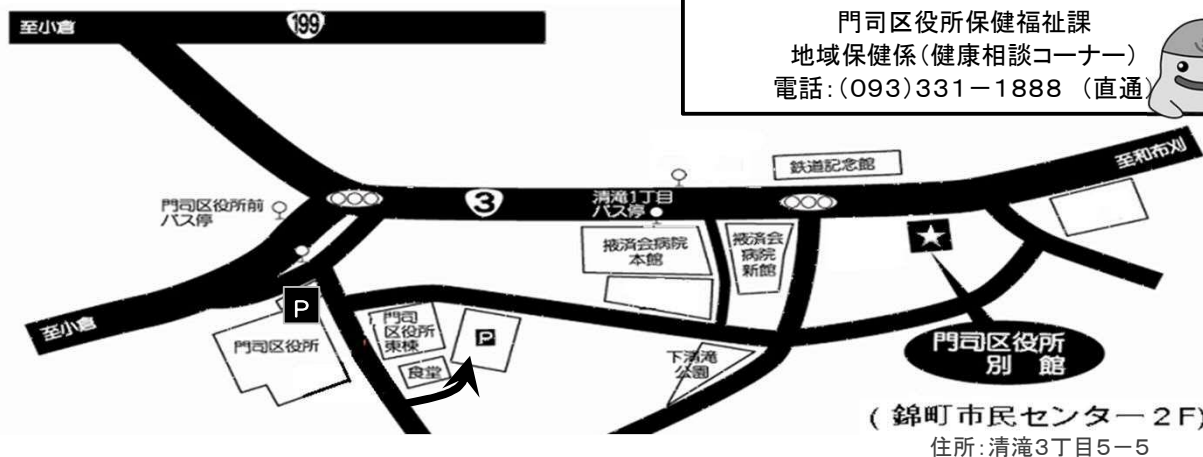 至小倉
199
門司区役所保健福祉課
地域保健係(健康相談コーナー)
電話:(093)331-1888 (直通)
鉄道記念館
至和布刈
門司区役所前
バス停
3
清滝1丁目
バス停
掖済会病院
本館
掖済会
病院
新館
P
至小倉
門司区役所
門司
区役所
東棟
P
食堂
下清滝
公園
門司区役所
別 館
(錦町市民センター2F)
住所:清滝3丁目5-5